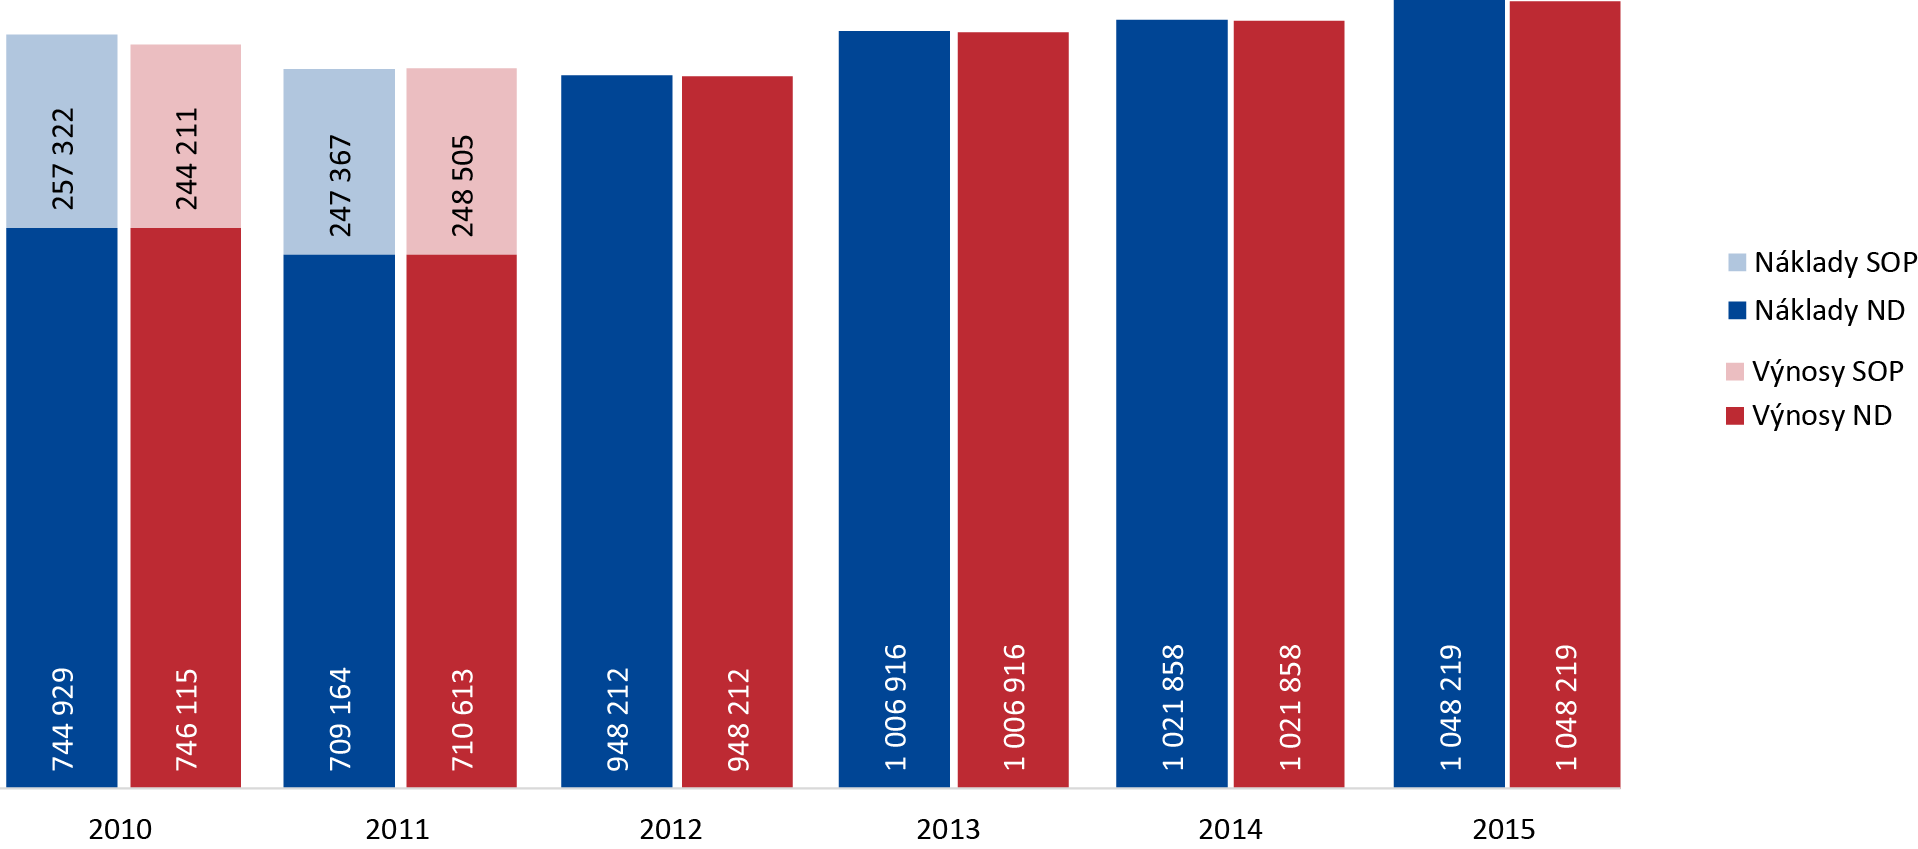 257 322
244 211
247 367
248 505
744 929
746 115
709 164
710 613
948 212
948 212
1 006 916
1 006 916
1 021 858
1 021 858
1 048 219
1 048 219
2010
2011
2012
2013
2014
2015
Náklady SOP
Náklady ND
Výnosy SOP
Výnosy ND